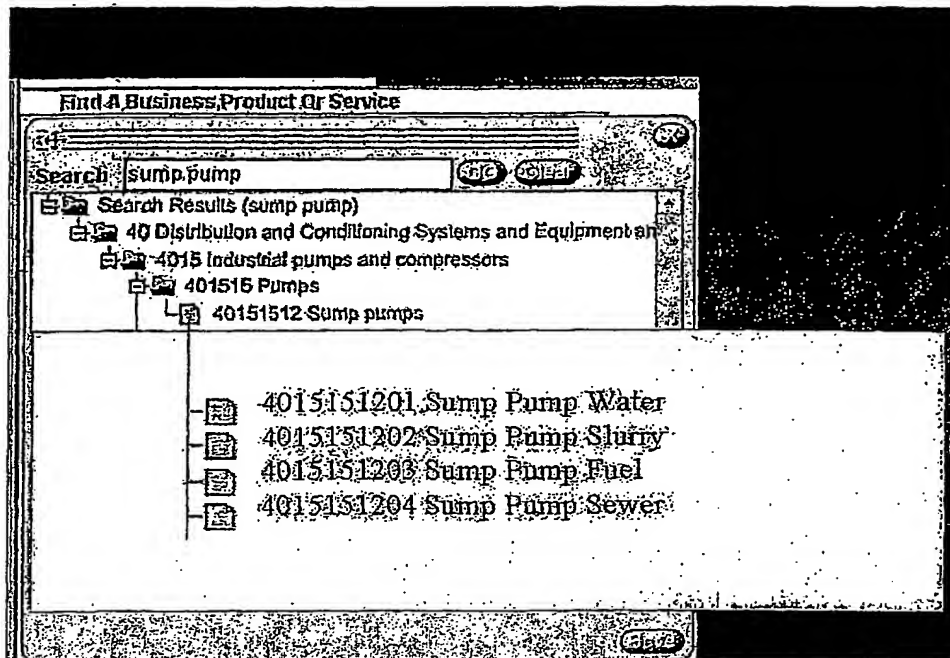 Find A Business, Product Or Service
Search sump pump Clear
Search Results (sump pump)
40 Distribution and Conditioning Systems and Equipment an
4015 Industrial pumps and compressors
401515 Pumps
40151512 Sump pumps
4015151201 Sump Pump Water
4015151202 Sump Pump Slurry
4015151203 Sump Pump Fuel
4015151204 Sump Pump Sewer